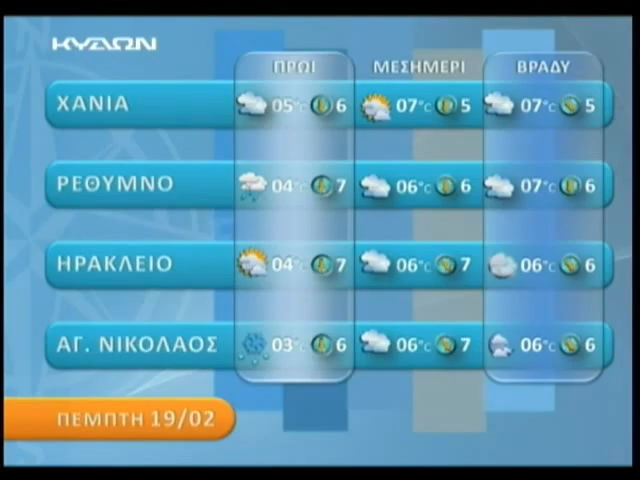 ΚΥΔΩΝ
ΠΡΩΙ ΜΕΣΗΜΕΡΙ ΒΡΑΔΥ
ΧΑΝΙΑ 05°C 6 07°C 5 07°C 5
ΡΕΘΥΜΝΟ 04°C 7 06°C 6 07°C 6
ΗΡΑΚΛΕΙΟ 04°C 7 06°C 7 06°C 6
ΑΓ. ΝΙΚΟΛΑΟΣ 03°C 6 06°C 7 06°C 6
ΠΕΜΠΤΗ 19/02